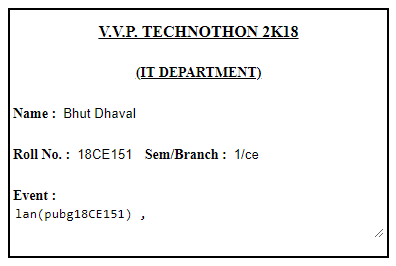 V.V.P. TECHNOTHON 2K18
(IT DEPARTMENT)
Name : Bhut Dhaval
Roll No. : 18CE151 Sem/Branch : 1/ce
Event :
lan(pubg18CE151) ,